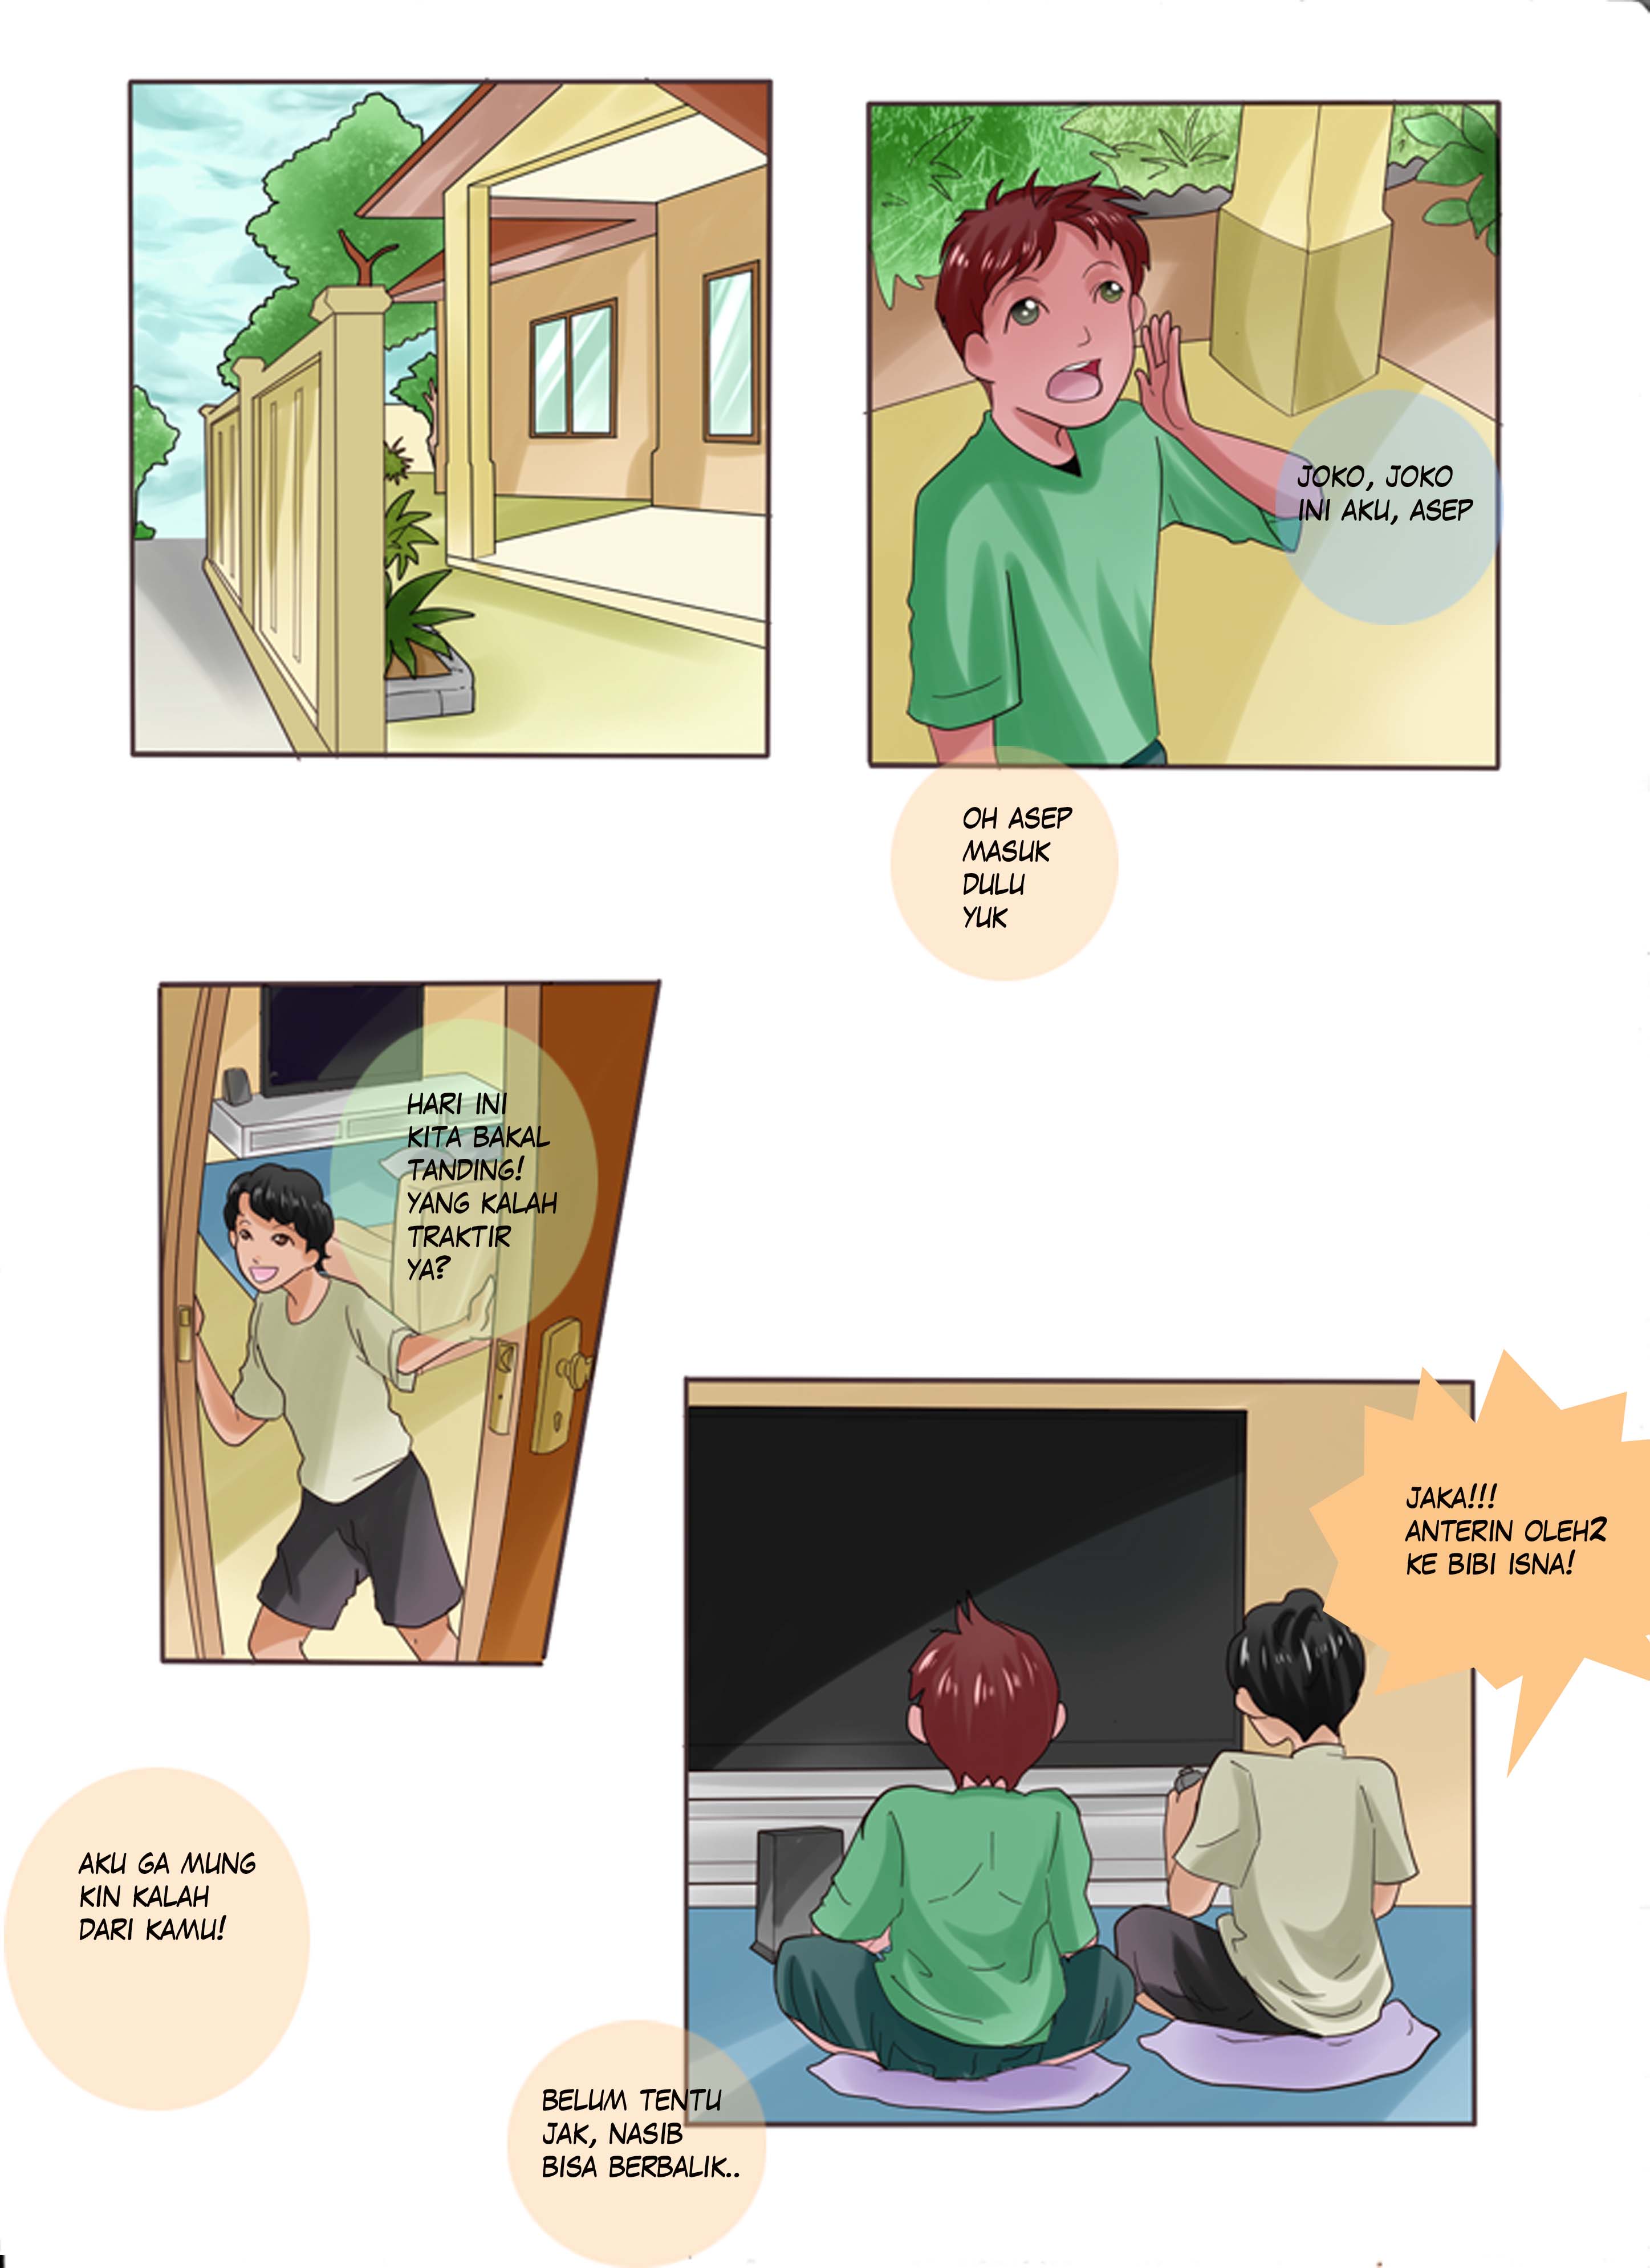 JOKO, JOKO
INI AKU, ASEP
OH ASEP
MASUK
DULU
YUK
HARI INI
KITA BAKAL
TANDING!
YANG KALAH
TRAKTIR
YA?
JAKA!!!
ANTERIN OLEH2
KE BIBI ISNA!
AKU GA MUNG
KIN KALAH
DARI KAMU!
BELUM TENTU
JAK, NASIB
BISA BERBALIK..